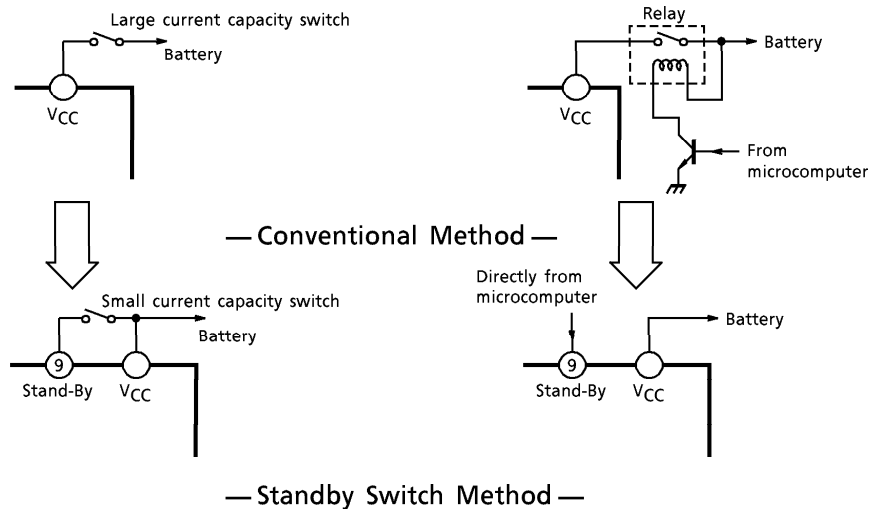 Large current capacity switch
Battery
VCC
Relay
Battery
VCC
From
microcomputer
— Conventional Method —
Small current capacity switch
Battery
9
Stand-By
VCC
Directly from
microcomputer
Battery
9
Stand-By
VCC
— Standby Switch Method —